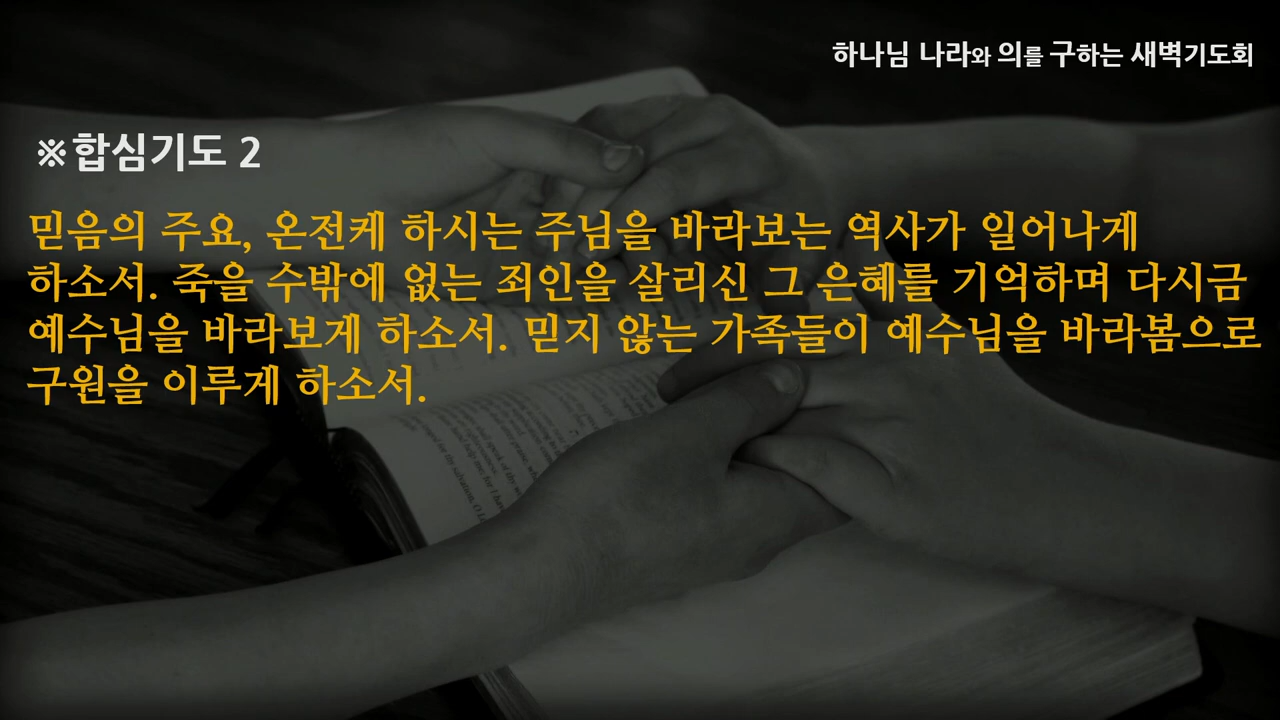 하나님 나라와 의를 구하는 새벽기도회
※합심기도 2
믿음의 주요, 온전케 하시는 주님을 바라보는 역사가 일어나게
하소서. 죽을 수밖에 없는 죄인을 살리신 그 은혜를 기억하며 다시금
예수님을 바라보게 하소서. 믿지 않는 가족들이 예수님을 바라봄으로
구원을 이루게 하소서.